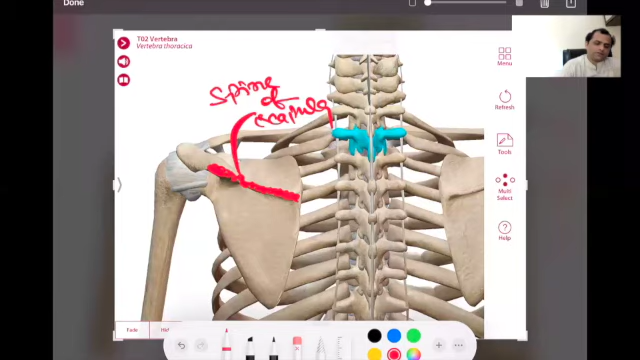 Done
T02 Vertebra
Vertebra thoracica
Spine
of
scapula
Menu
Refresh
Tools
Multi
Select
Help
Fade
Hid